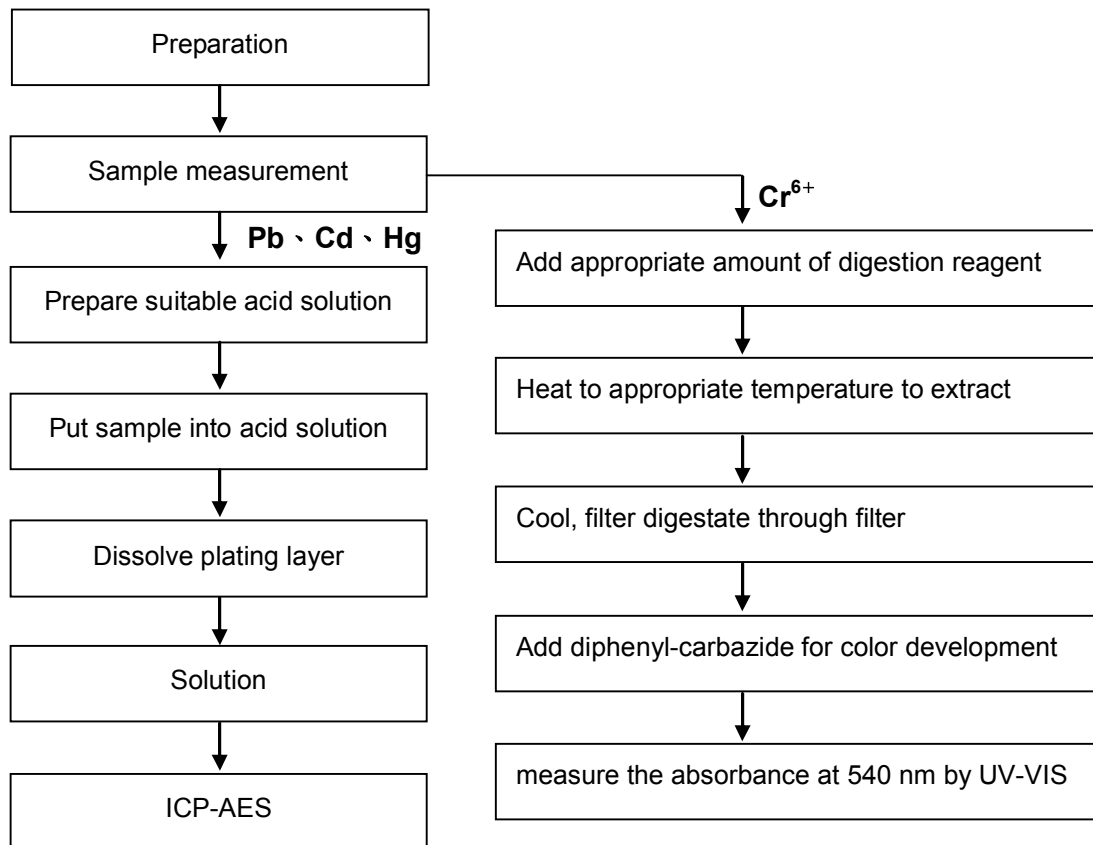 Preparation
Sample measurement
Pb、Cd、Hg
Prepare suitable acid solution
Put sample into acid solution
Dissolve plating layer
Solution
ICP-AES
Cr⁶⁺
Add appropriate amount of digestion reagent
Heat to appropriate temperature to extract
Cool, filter digestate through filter
Add diphenyl-carbazide for color development
measure the absorbance at 540 nm by UV-VIS